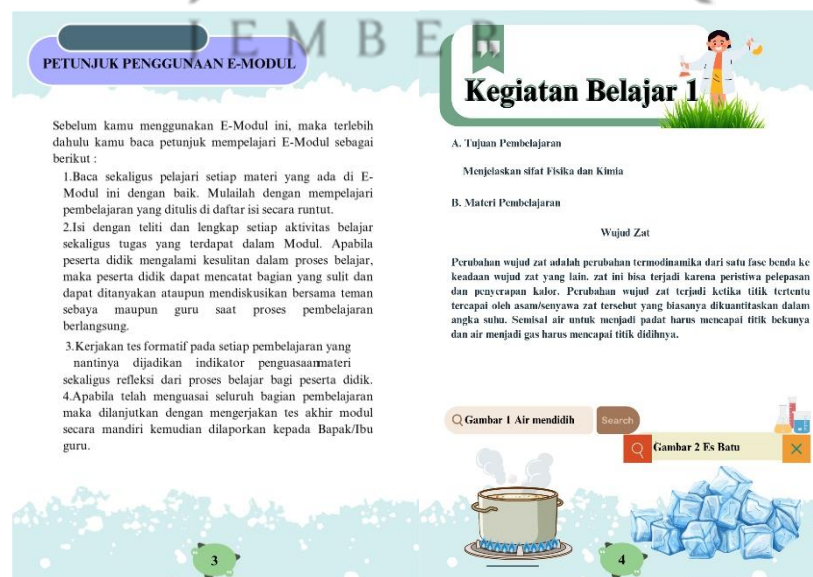 JEMBER
PETUNJUK PENGGUNAAN E-MODUL
Sebelum kamu menggunakan E-Modul ini, maka terlebih
dahulu kamu baca petunjuk mempelajari E-Modul sebagai
berikut :
1.Baca sekaligus pelajari setiap materi yang ada di E-
Modul ini dengan baik. Mulailah dengan mempelajari
pembelajaran yang ditulis di daftar isi secara runtut.
2.Isi dengan teliti dan lengkap setiap aktivitas belajar
sekaligus tugas yang terdapat dalam Modul. Apabila
peserta didik mengalami kesulitan dalam proses belajar,
maka peserta didik dapat mencatat bagian yang sulit dan
dapat ditanyakan ataupun mendiskusikan bersama teman
sebaya maupun guru saat proses pembelajaran
berlangsung.
3.Kerjakan tes formatif pada setiap pembelajaran yang
nantinya dijadikan indikator penguasaanmateri
sekaligus refleksi dari proses belajar bagi peserta didik.
4.Apabila telah menguasai seluruh bagian pembelajaran
maka dilanjutkan dengan mengerjakan tes akhir modul
secara mandiri kemudian dilaporkan kepada Bapak/Ibu
guru.
3
Kegiatan Belajar 1
A. Tujuan Pembelajaran
Menjelaskan sifat Fisika dan Kimia
B. Materi Pembelajaran
Wujud Zat
Perubahan wujud zat adalah perubahan termodinamika dari satu fase benda ke
keadaan wujud zat yang lain. zat ini bisa terjadi karena peristiwa pelepasan
dan penyerapan kalor. Perubahan wujud zat terjadi ketika titik tertentu
tercapai oleh asam/senyawa zat tersebut yang biasanya dikuantitaskan dalam
angka suhu. Semisal air untuk menjadi padat harus mencapai titik bekunya
dan air menjadi gas harus mencapai titik didihnya.
Gambar 1 Air mendidih
Search
Gambar 2 Es Batu
4